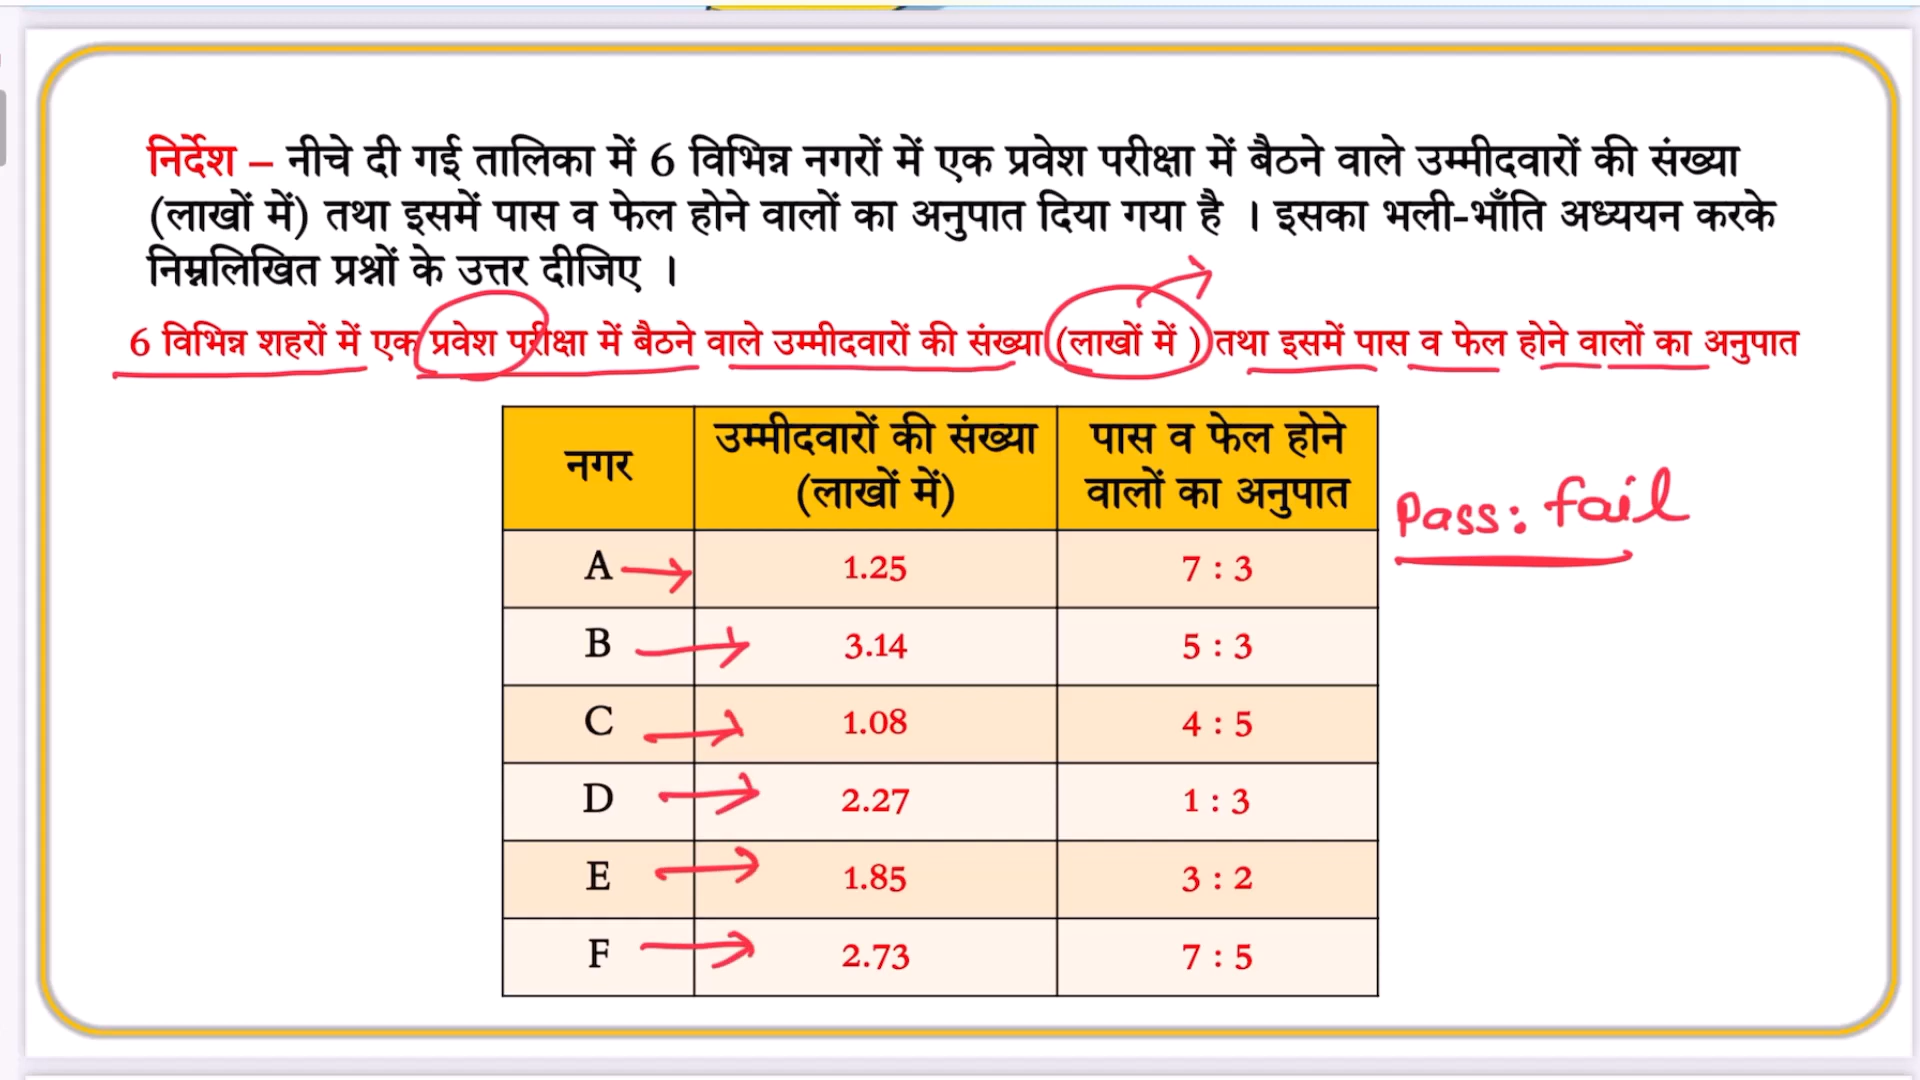 निर्देश – नीचे दी गई तालिका में 6 विभिन्न नगरों में एक प्रवेश परीक्षा में बैठने वाले उम्मीदवारों की संख्या
(लाखों में) तथा इसमें पास व फेल होने वालों का अनुपात दिया गया है । इसका भली-भाँति अध्ययन करके
निम्नलिखित प्रश्नों के उत्तर दीजिए ।
6 विभिन्न शहरों में एक प्रवेश परीक्षा में बैठने वाले उम्मीदवारों की संख्या (लाखों में ) तथा इसमें पास व फेल होने वालों का अनुपात
नगर उम्मीदवारों की संख्या (लाखों में) पास व फेल होने वालों का अनुपात
Pass : fail
A 1.25 7 : 3
B 3.14 5 : 3
C 1.08 4 : 5
D 2.27 1 : 3
E 1.85 3 : 2
F 2.73 7 : 5